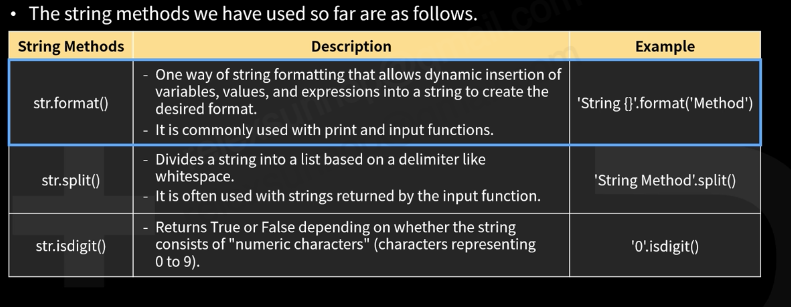 • The string methods we have used so far are as follows.
String Methods
Description
Example
str.format()
- One way of string formatting that allows dynamic insertion of
variables, values, and expressions into a string to create the
desired format.
- It is commonly used with print and input functions.
'String {}'.format('Method')
str.split()
- Divides a string into a list based on a delimiter like
whitespace.
- It is often used with strings returned by the input function.
'String Method'.split()
str.isdigit()
- Returns True or False depending on whether the string
consists of "numeric characters" (characters representing
0 to 9).
'0'.isdigit()